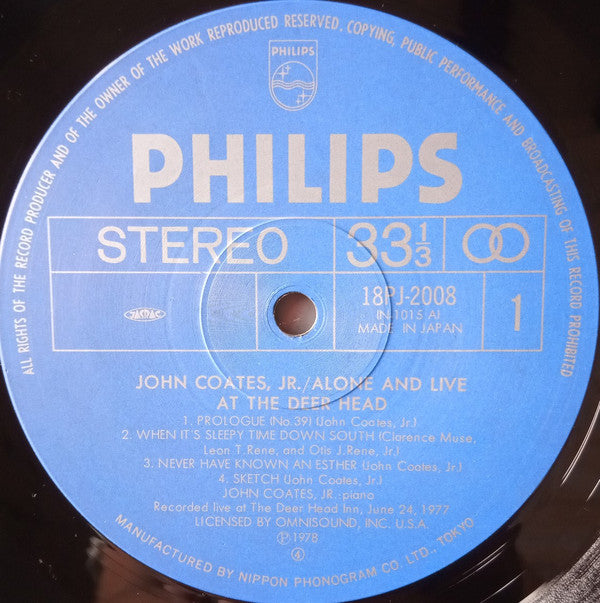 ALL RIGHTS OF THE RECORD PRODUCER AND OF THE OWNER OF THE WORK REPRODUCED RESERVED. COPYING, PUBLIC PERFORMANCE AND BROADCASTING OF THIS RECORD PROHIBITED
PHILIPS
PHILIPS
STEREO 33 1/3
18PJ-2008
(N-1015 A)
MADE IN JAPAN
1
JASRAC
JOHN COATES, JR./ALONE AND LIVE
AT THE DEER HEAD
1. PROLOGUE (No.39) (John Coates, Jr.)
2. WHEN IT'S SLEEPY TIME DOWN SOUTH (Clarence Muse,
Leon T.Rene, and Otis J.Rene, Jr.)
3. NEVER HAVE KNOWN AN ESTHER (John Coates, Jr.)
4. SKETCH (John Coates, Jr.)
JOHN COATES, JR.-piano
Recorded live at The Deer Head Inn, June 24, 1977
LICENSED BY OMNISOUND, INC. U.S.A.
Ⓟ 1978
④
MANUFACTURED BY NIPPON PHONOGRAM CO. LTD., TOKYO